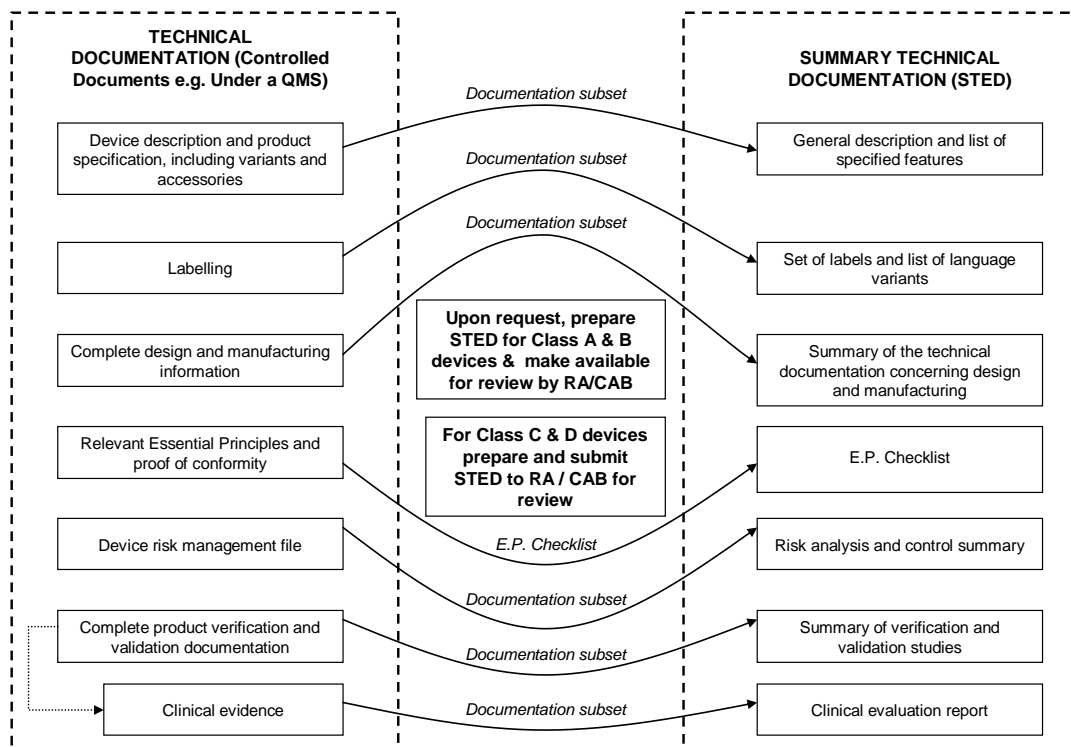 TECHNICAL
DOCUMENTATION (Controlled
Documents e.g. Under a QMS)
SUMMARY TECHNICAL
DOCUMENTATION (STED)
Documentation subset
Device description and product
specification, including variants and
accessories
General description and list of
specified features
Documentation subset
Documentation subset
Labelling
Set of labels and list of language
variants
Upon request, prepare
STED for Class A & B
devices & make available
for review by RA/CAB
Complete design and manufacturing
information
Summary of the technical
documentation concerning design
and manufacturing
For Class C & D devices
prepare and submit
STED to RA / CAB for
review
Relevant Essential Principles and
proof of conformity
E.P. Checklist
E.P. Checklist
Device risk management file
Risk analysis and control summary
Documentation subset
Complete product verification and
validation documentation
Summary of verification and
validation studies
Documentation subset
Clinical evidence
Documentation subset
Clinical evaluation report